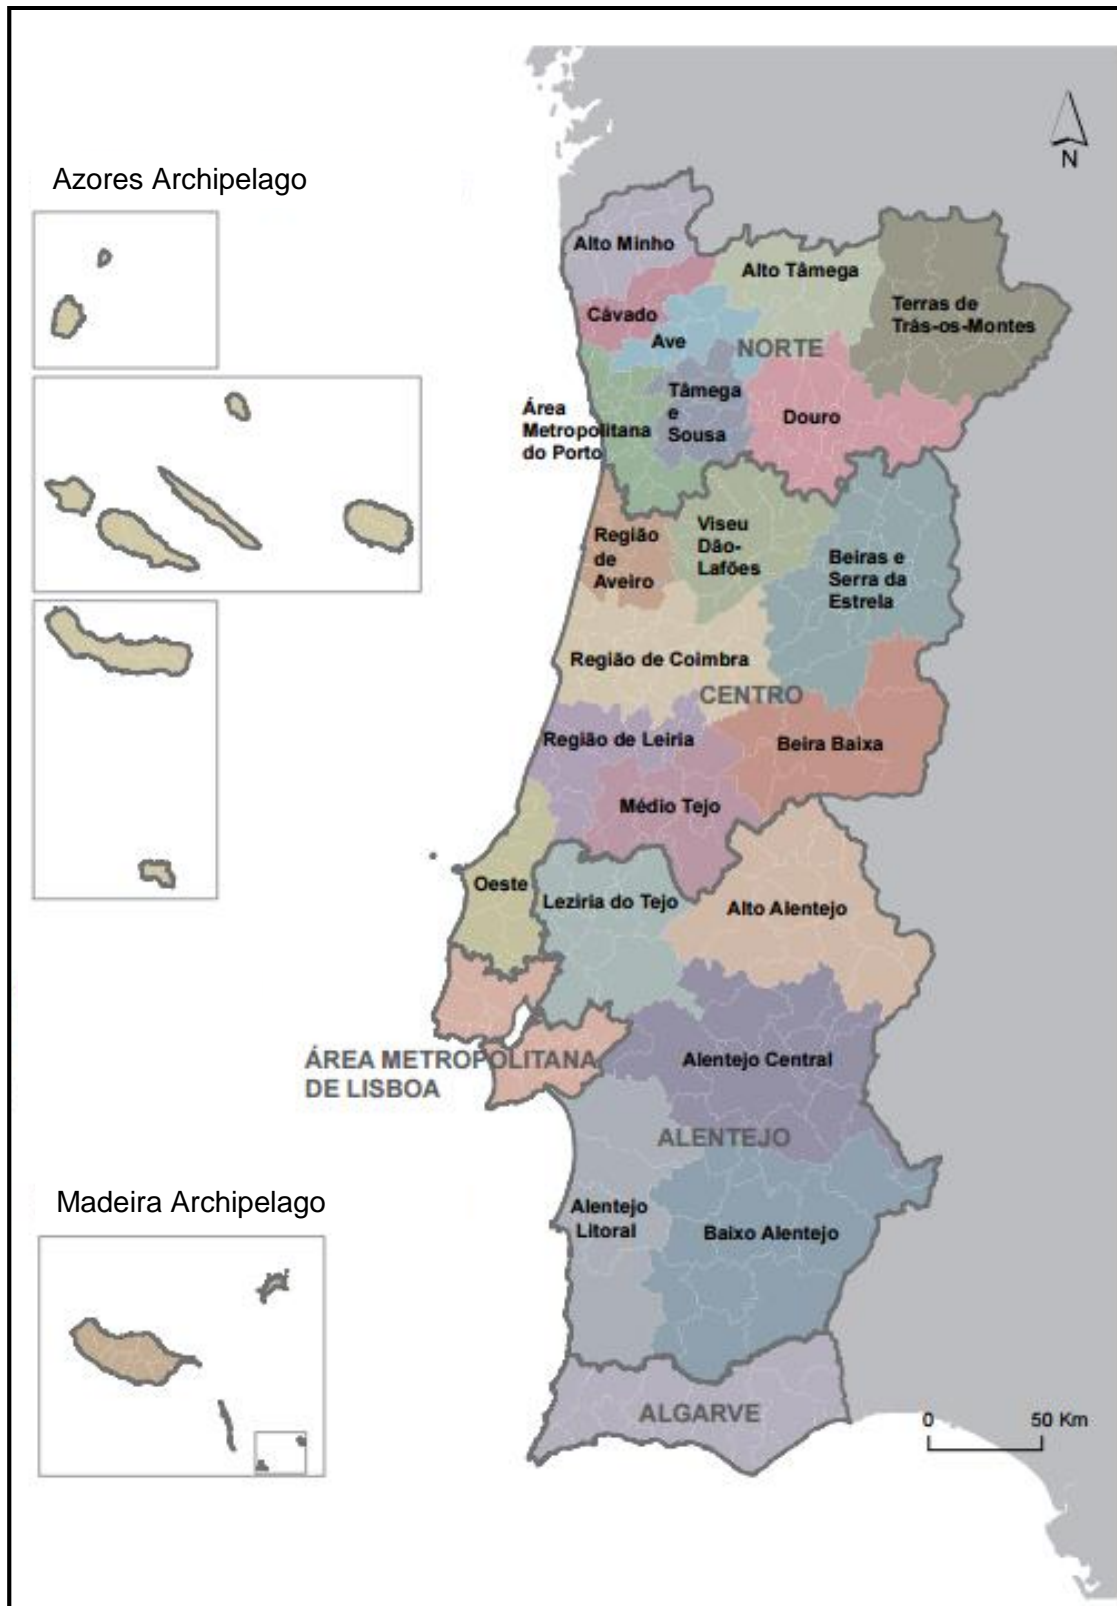 N
Azores Archipelago
Alto Minho
Alto Tâmega
Terras de
Trás-os-Montes
Cávado
Ave
NORTE
Tâmega
e
Sousa
Área
Metropolitana
do Porto
Douro
Viseu
Dão-
Lafões
Região
de
Aveiro
Beiras e
Serra da
Estrela
Região de Coimbra
CENTRO
Região de Leiria
Beira Baixa
Médio Tejo
Oeste
Lezíria do Tejo
Alto Alentejo
ÁREA METROPOLITANA
DE LISBOA
Alentejo Central
ALENTEJO
Madeira Archipelago
Alentejo
Litoral
Baixo Alentejo
ALGARVE
0 50 Km